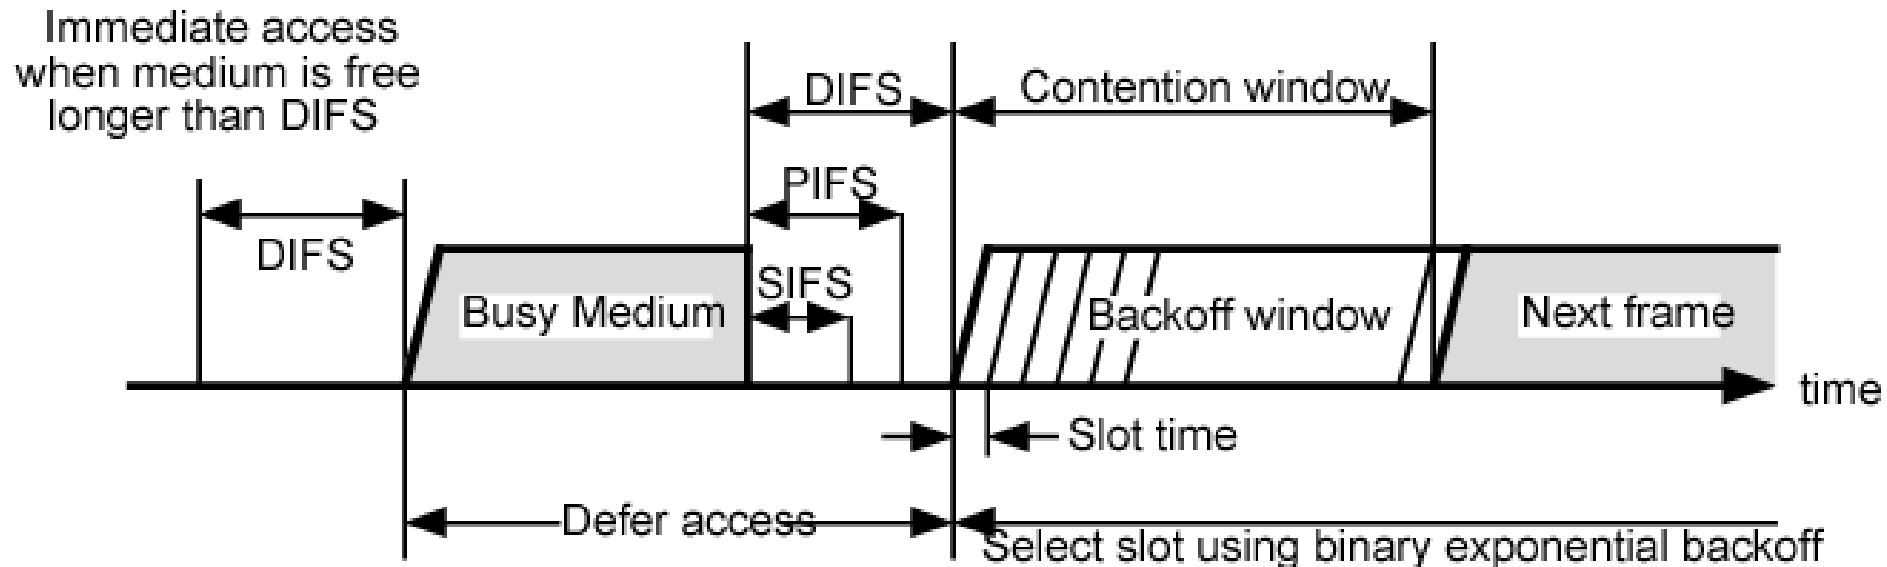 Immediate access
when medium is free
longer than DIFS
DIFS
Contention window
PIFS
DIFS
SIFS
Busy Medium
Backoff window
Next frame
time
Slot time
Defer access
Select slot using binary exponential backoff